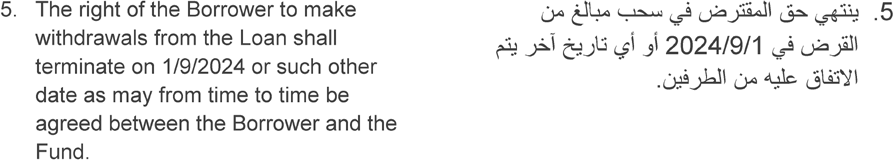 5. The right of the Borrower to make
withdrawals from the Loan shall
terminate on 1/9/2024 or such other
date as may from time to time be
agreed between the Borrower and the
Fund.
5. ينتهي حق المقترض في سحب مبالغ من
القرض في 2024/9/1 أو أي تاريخ آخر يتم
الاتفاق عليه من الطرفين.